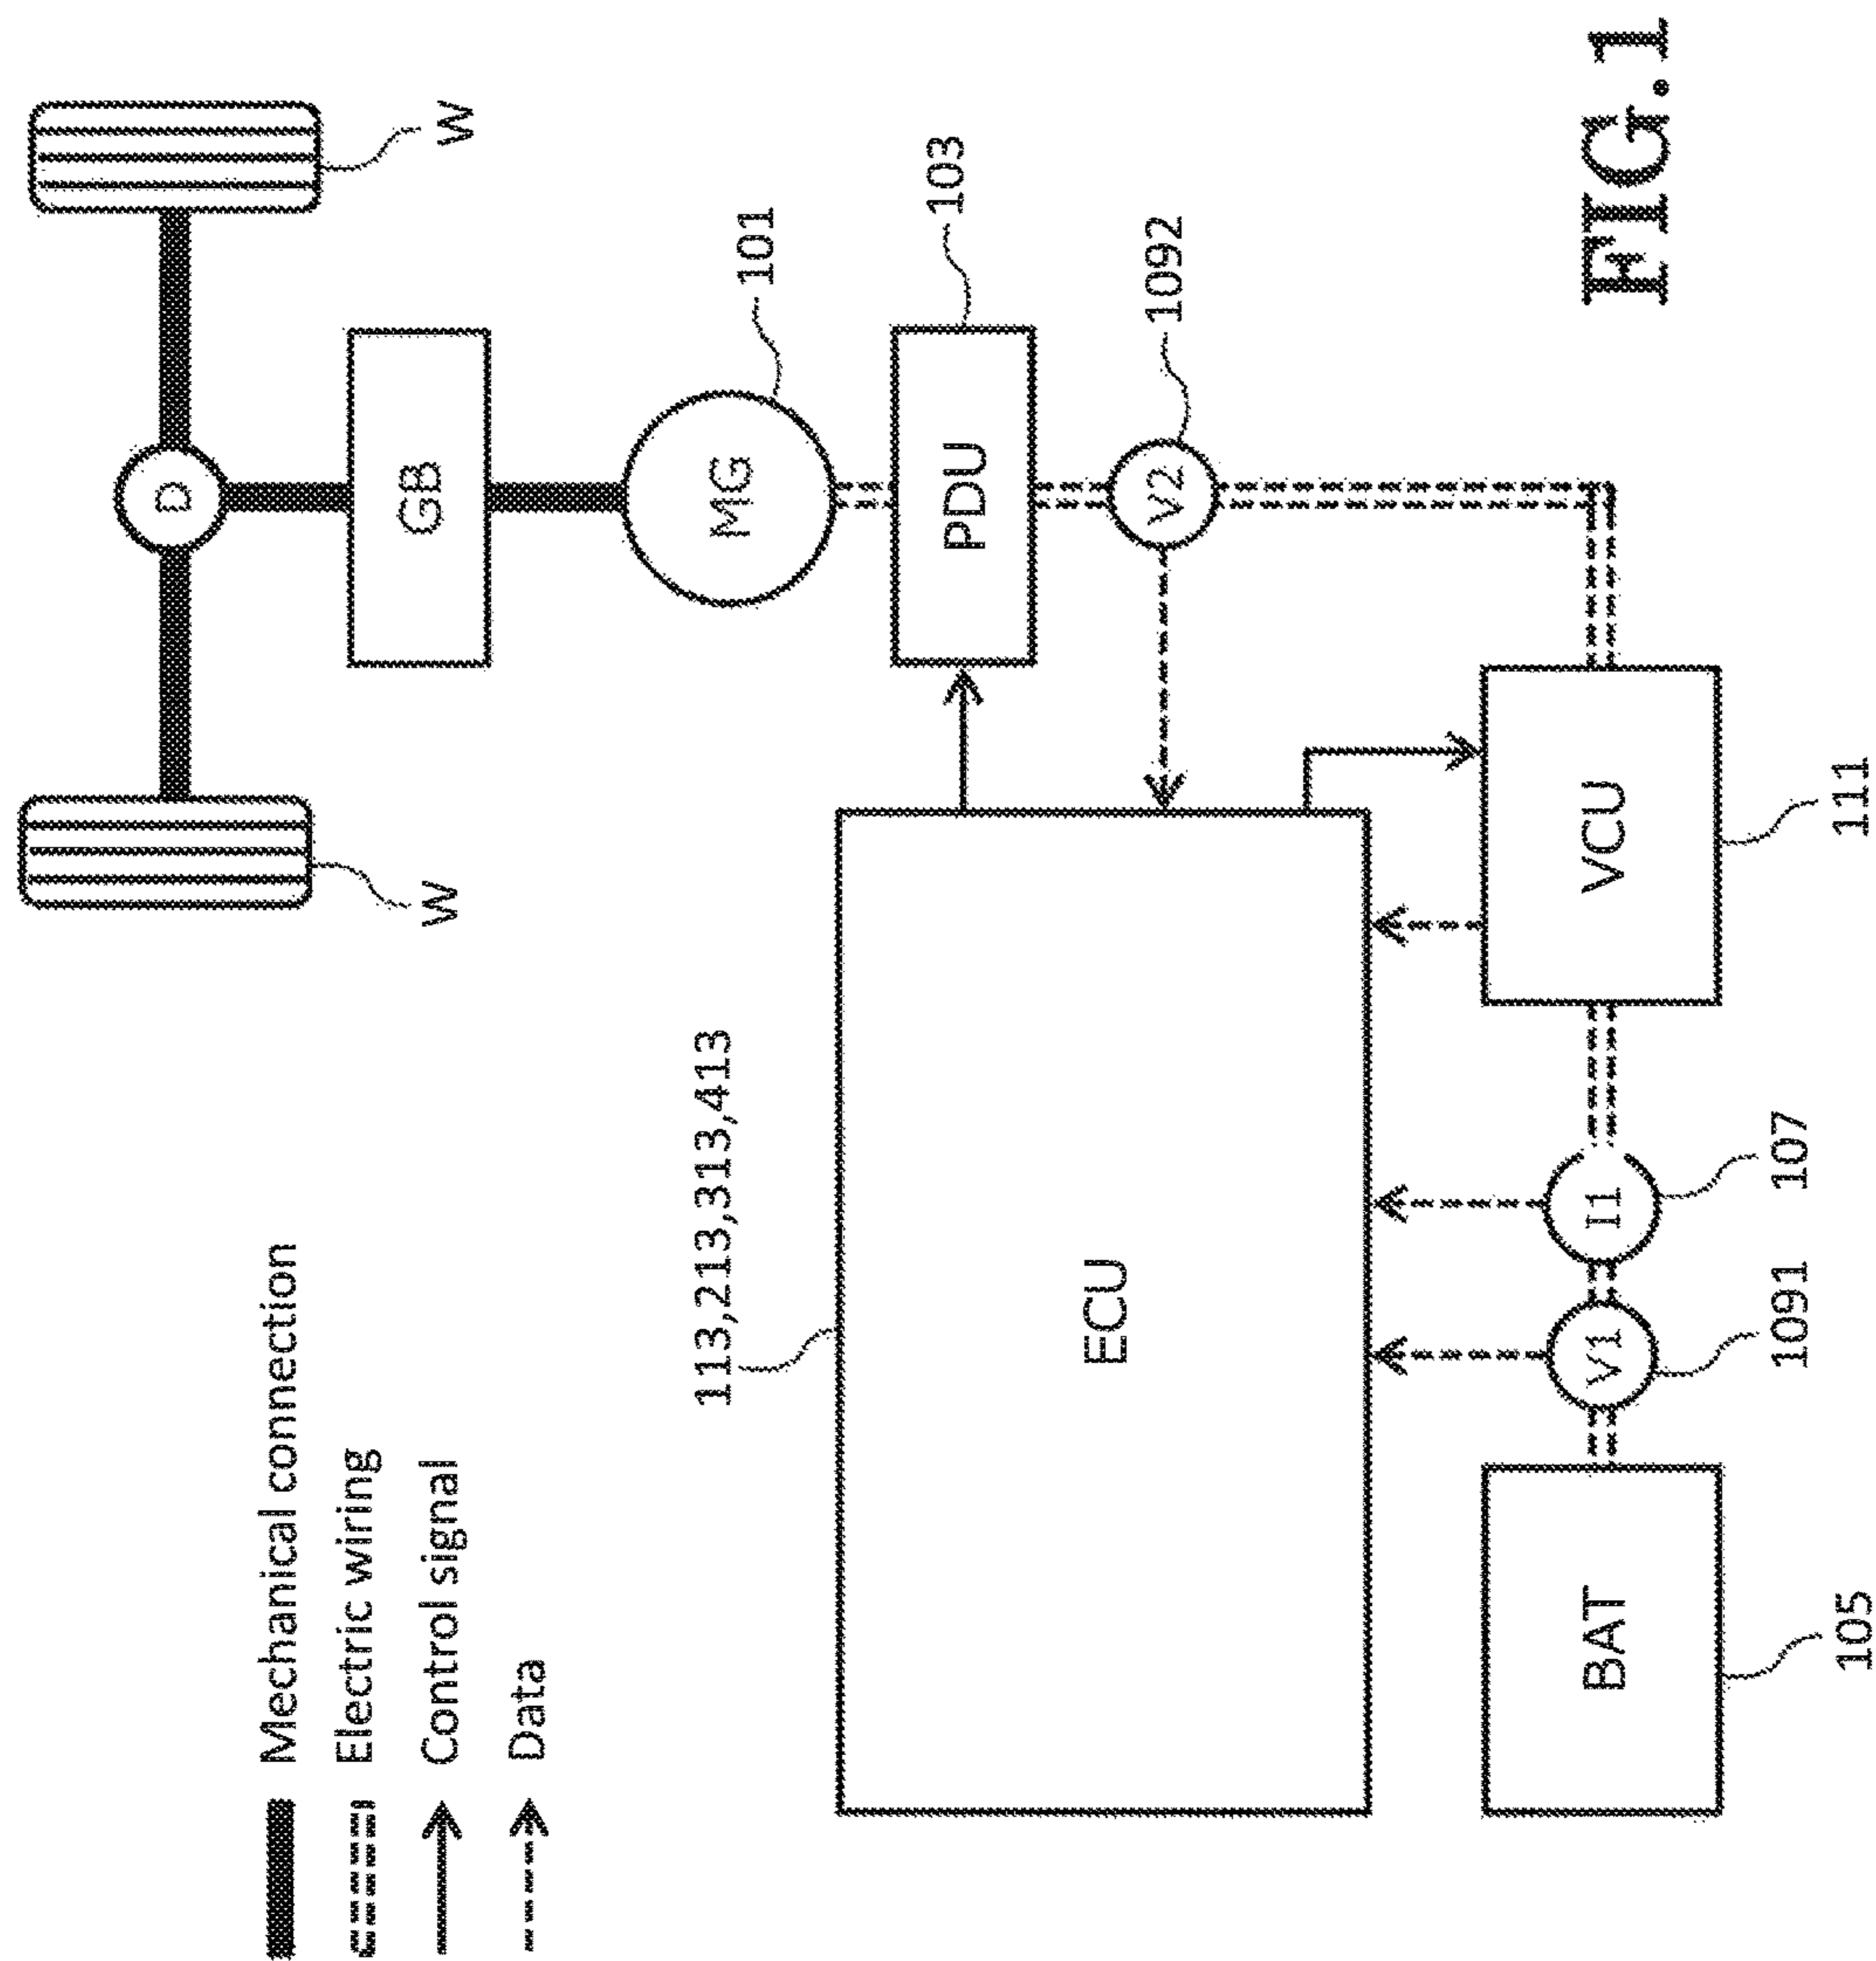 Mechanical connection
Electric wiring
Control signal
Data
113,213,313,413
ECU
BAT
105
V1
1091
I1
107
VCU
111
V2
1092
PDU
103
MG
101
GB
D
W
W
FIG.1